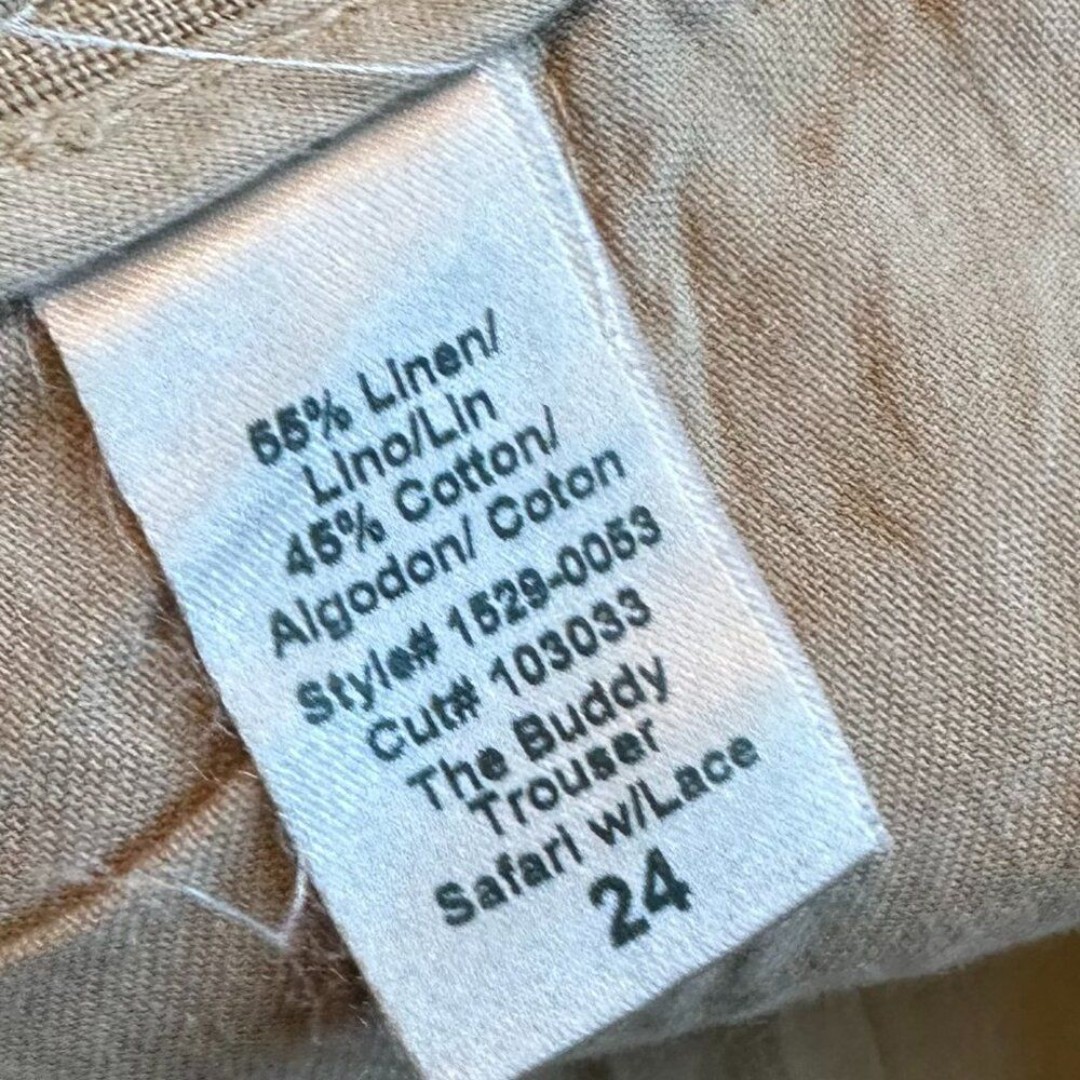 55% Linen/
Lino/Lin
45% Cotton/
Algodon/ Coton
Style# 1529-0053
Cut# 103033
The Buddy
Trouser
Safari w/Lace
24